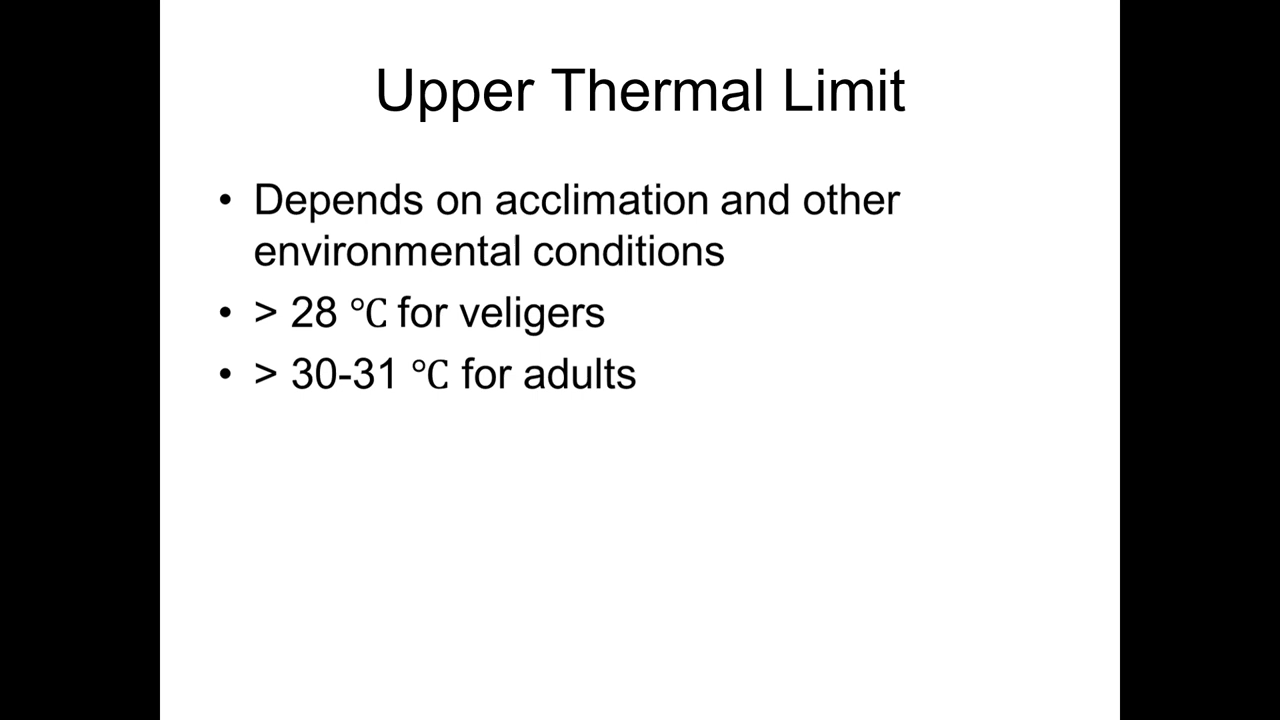 Upper Thermal Limit
• Depends on acclimation and other
environmental conditions
• > 28 ℃ for veligers
• > 30-31 ℃ for adults